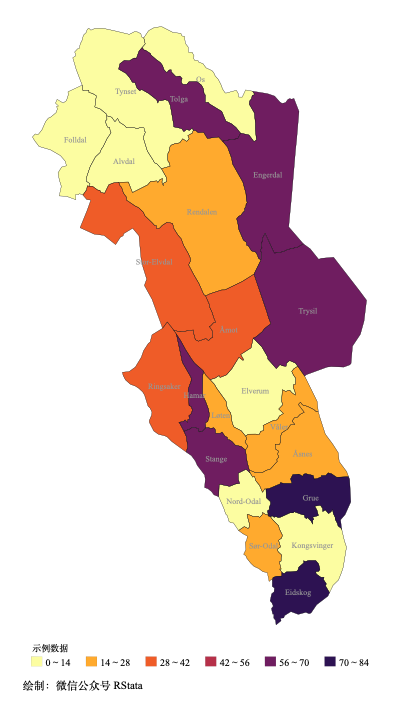 Os
Tynset
Tolga
Folldal
Alvdal
Engerdal
Rendalen
Stor-Elvdal
Trysil
Åmot
Ringsaker
Hamar
Elverum
Løten
Våler
Åsnes
Stange
Grue
Nord-Odal
Sør-Odal
Kongsvinger
Eidskog
示例数据
0 ~ 14 14 ~ 28 28 ~ 42 42 ~ 56 56 ~ 70 70 ~ 84
绘制：微信公众号 RStata